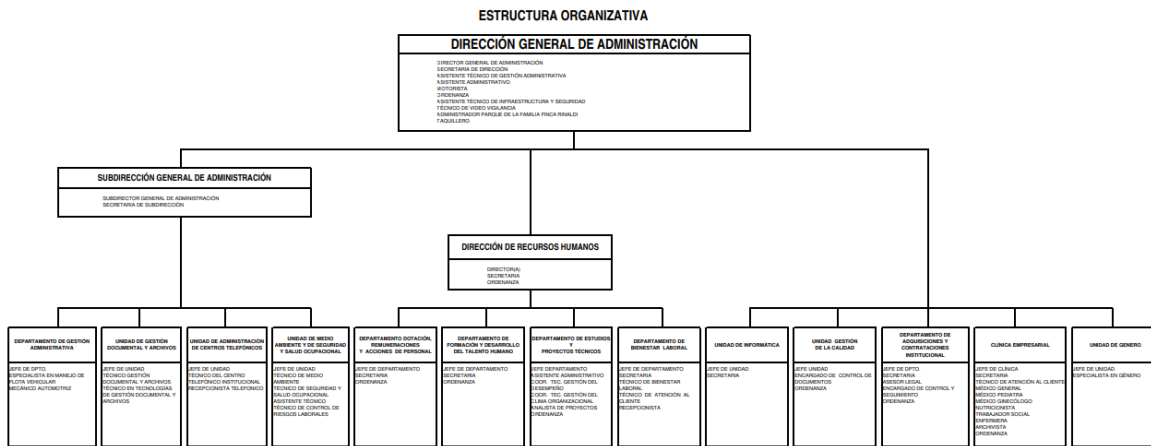 ESTRUCTURA ORGANIZATIVA
DIRECCIÓN GENERAL DE ADMINISTRACIÓN
DIRECTOR GENERAL DE ADMINISTRACIÓN
SECRETARIA DE DIRECCIÓN
ASISTENTE TÉCNICO DE GESTIÓN ADMINISTRATIVA
ASISTENTE ADMINISTRATIVO
MOTORISTA
ORDENANZA
ASISTENTE TÉCNICO DE INFRAESTRUCTURA Y SEGURIDAD
TÉCNICO DE VIDEO VIGILANCIA
ADMINISTRADOR PARQUE DE LA FAMILIA FINCA RINALDI
TAQUILLERO
SUBDIRECCIÓN GENERAL DE ADMINISTRACIÓN
SUBDIRECTOR GENERAL DE ADMINISTRACIÓN
SECRETARIA DE SUBDIRECCIÓN
DIRECCIÓN DE RECURSOS HUMANOS
DIRECTOR(A)
SECRETARIA
ORDENANZA
DEPARTAMENTO DE GESTIÓN
ADMINISTRATIVA
JEFE DE DPTO.
ESPECIALISTA EN MANEJO DE
FLOTA VEHICULAR
MECÁNICO AUTOMOTRIZ
UNIDAD DE GESTIÓN
DOCUMENTAL Y ARCHIVOS
JEFE DE UNIDAD
TÉCNICO GESTIÓN
DOCUMENTAL Y ARCHIVOS
TÉCNICO EN TECNOLOGÍAS
DE GESTIÓN DOCUMENTAL Y
ARCHIVOS
UNIDAD DE ADMINISTRACIÓN
DE CENTROS TELEFÓNICOS
JEFE DE UNIDAD
TÉCNICO DEL CENTRO
TELEFÓNICO INSTITUCIONAL
RECEPCIONISTA TELEFONICO
UNIDAD DE MEDIO
AMBIENTE Y DE SEGURIDAD
Y SALUD OCUPACIONAL
JEFE DE UNIDAD
TÉCNICO DE MEDIO
AMBIENTE
TÉCNICO DE SEGURIDAD Y
SALUD OCUPACIONAL
ASISTENTE TÉCNICO
TÉCNICO DE CONTROL DE
RIESGOS LABORALES
DEPARTAMENTO DOTACIÓN,
REMUNERACIONES
Y ACCIONES DE PERSONAL
JEFE DE DEPARTAMENTO
SECRETARIA
ORDENANZA
DEPARTAMENTO DE
FORMACIÓN Y DESARROLLO
DEL TALENTO HUMANO
JEFE DE DEPARTAMENTO
SECRETARIA
ORDENANZA
DEPARTAMENTO DE ESTUDIOS
Y
PROYECTOS TÉCNICOS
JEFE DEPARTAMENTO
ASISTENTE ADMINISTRATIVO
COOR. TEC. GESTIÓN DEL
DESEMPEÑO
COOR. TEC. GESTIÓN DEL
CLIMA ORGANIZACIONAL
ANALISTA DE PROYECTOS
ORDENANZA
DEPARTAMENTO DE
BIENESTAR LABORAL
JEFE DE DEPARTAMENTO
SECRETARIA
TÉCNICO DE BIENESTAR
LABORAL
TÉCNICO DE ATENCIÓN AL
CLIENTE
RECEPCIONISTA
UNIDAD DE INFORMÁTICA
JEFE DE UNIDAD
SECRETARIA
UNIDAD GESTIÓN
DE LA CALIDAD
JEFE UNIDAD
ENCARGADO DE CONTROL DE
DOCUMENTOS
ORDENANZA
DEPARTAMENTO DE
ADQUISICIONES Y
CONTRATACIONES
INSTITUCIONAL
JEFE DE DPTO.
SECRETARIA
ASESOR LEGAL
ENCARGADO DE CONTROL Y
SEGUIMIENTO
ORDENANZA
CLÍNICA EMPRESARIAL
JEFE DE CLÍNICA
SECRETARIA
TÉCNICO DE ATENCIÓN AL CLIENTE
MÉDICO GENERAL
MÉDICO PEDIATRA
MÉDICO GINECÓLOGO
NUTRICIONISTA
TRABAJADOR SOCIAL
ENFERMERA
ARCHIVISTA
ORDENANZA
UNIDAD DE GENERO
JEFE DE UNIDAD
ESPECIALISTA EN GÉNERO